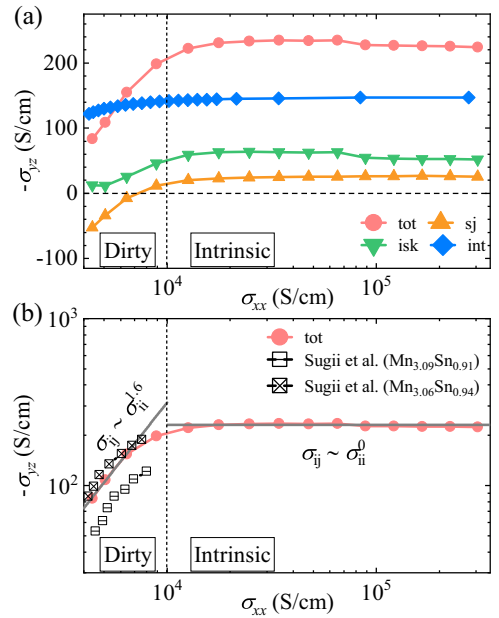 (a)
200
100
0
-100
-σyz (S/cm)
Dirty
Intrinsic
tot
sj
isk
int
10^4
10^5
σxx (S/cm)
(b)
10^3
10^2
-σyz (S/cm)
tot
Sugii et al. (Mn3.09Sn0.91)
Sugii et al. (Mn3.06Sn0.94)
σij ~ σii^1.6
σij ~ σii^0
Dirty
Intrinsic
10^4
10^5
σxx (S/cm)